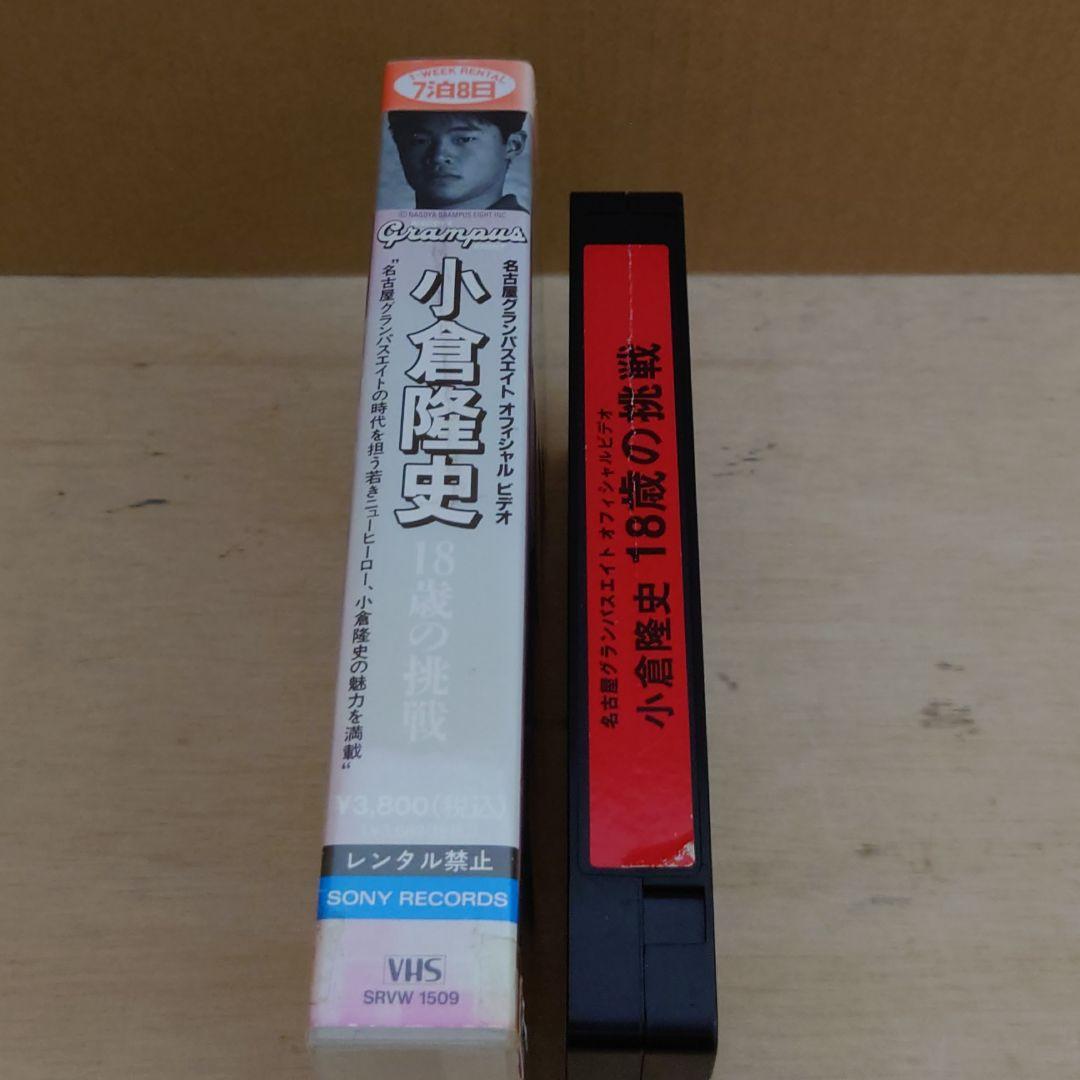 1-WEEK RENTAL
7泊8日
© NAGOYA GRAMPUS EIGHT INC
Grampus
名古屋グランパスエイト オフィシャル ビデオ
小倉隆史
18歳の挑戦
"名古屋グランパスエイトの時代を担う若きニューヒーロー、小倉隆史の魅力を満載"
¥3,800(税込)
レンタル禁止
SONY RECORDS
VHS
SRVW 1509
名古屋グランパスエイト オフィシャルビデオ
小倉隆史 18歳の挑戦